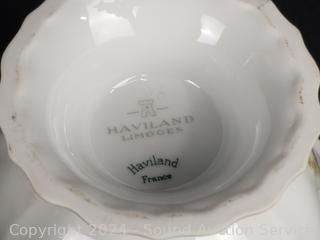 HAVILAND
LIMOGES
Haviland
France
Copyright 2024 - Sound Auction Service